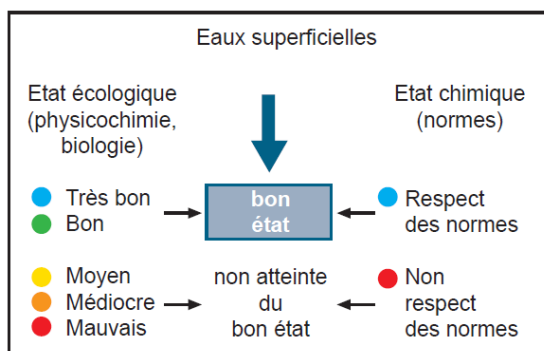 Eaux superficielles
Etat écologique
(physicochimie,
biologie)
Etat chimique
(normes)
Très bon
Bon
bon
état
Respect
des normes
Moyen
Médiocre
Mauvais
non atteinte
du
bon état
Non
respect
des normes